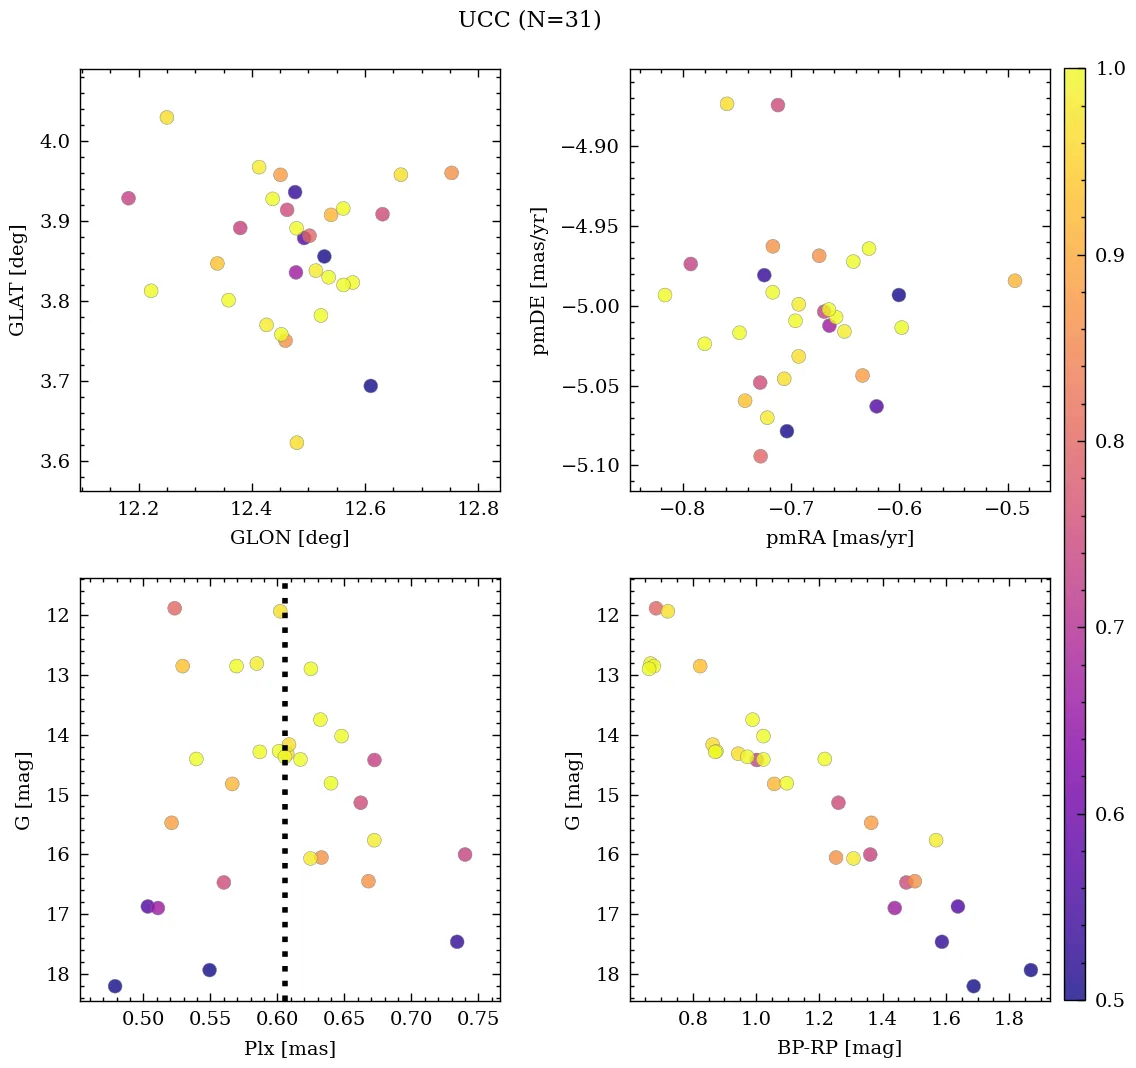 UCC (N=31)
4.0
3.9
3.8
3.7
3.6
GLAT [deg]
12.2 12.4 12.6 12.8
GLON [deg]
−4.90
−4.95
−5.00
−5.05
−5.10
pmDE [mas/yr]
−0.8 −0.7 −0.6 −0.5
pmRA [mas/yr]
12
13
14
15
16
17
18
G [mag]
0.50 0.55 0.60 0.65 0.70 0.75
Plx [mas]
12
13
14
15
16
17
18
G [mag]
0.8 1.0 1.2 1.4 1.6 1.8
BP-RP [mag]
1.0
0.9
0.8
0.7
0.6
0.5